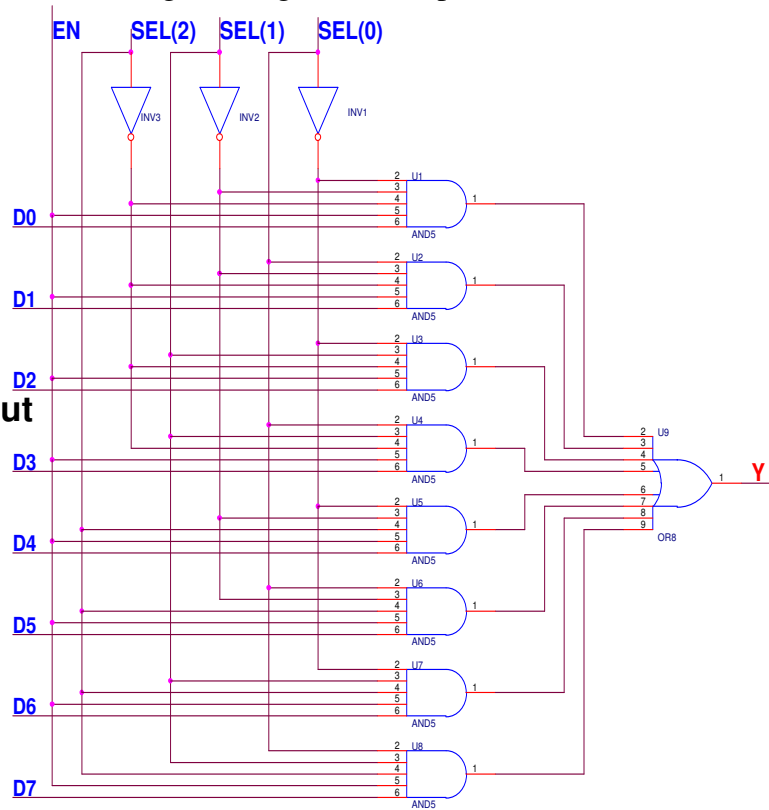 EN SEL(2) SEL(1) SEL(0)
INV3 INV2 INV1
2 U1
3
4 1
5
D0 6
AND5
2 U2
3
4 1
5
D1 6
AND5
2 U3
3
4 1
5
D2 6
AND5
ut
2 U4
3
4 1
5
D3 6
AND5
2 U9
3
4
5
1 Y
6
7
8
9
OR8
2 U5
3
4 1
5
D4 6
AND5
2 U6
3
4 1
5
D5 6
AND5
2 U7
3
4 1
5
D6 6
AND5
2 U8
3
4 1
5
D7 6
AND5